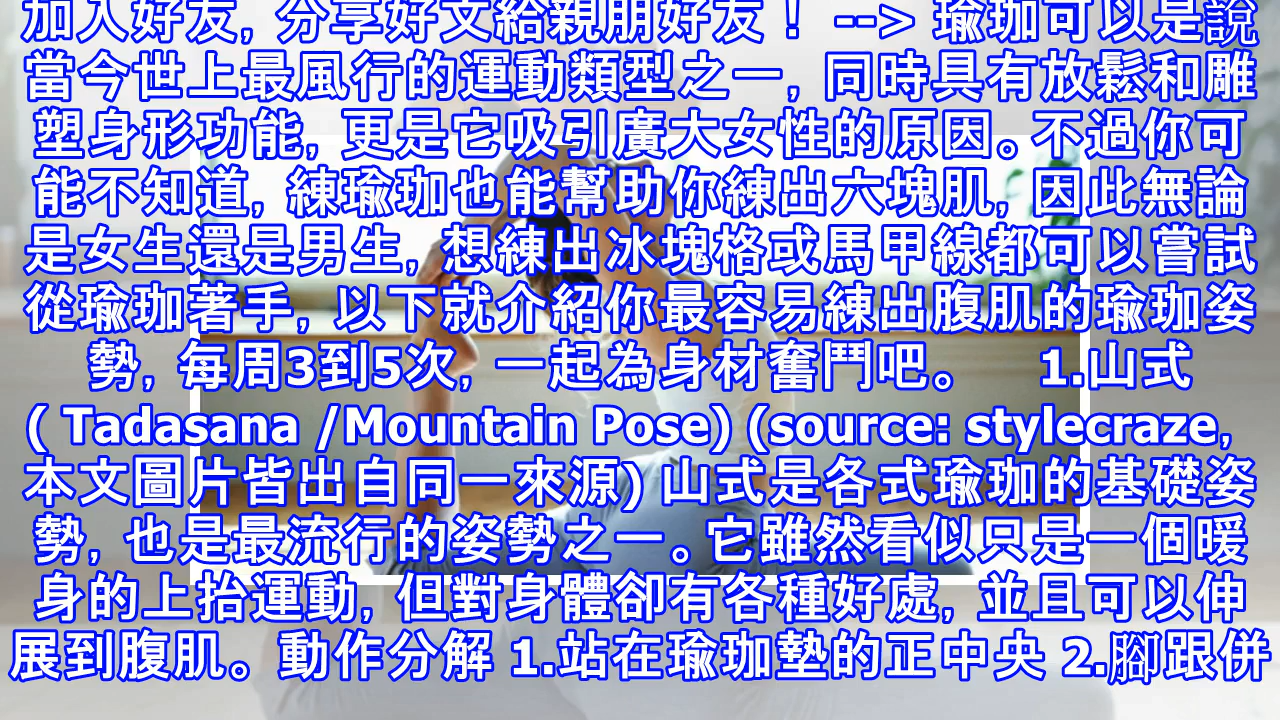 加入好友, 分享好文給親朋好友！ --> 瑜珈可以是說
當今世上最風行的運動類型之一, 同時具有放鬆和雕
塑身形功能, 更是它吸引廣大女性的原因。不過你可
能不知道, 練瑜珈也能幫助你練出六塊肌, 因此無論
是女生還是男生, 想練出冰塊格或馬甲線都可以嘗試
從瑜珈著手, 以下就介紹你最容易練出腹肌的瑜珈姿
勢, 每周3到5次, 一起為身材奮鬥吧。 1.山式
( Tadasana /Mountain Pose) (source: stylecraze,
本文圖片皆出自同一來源) 山式是各式瑜珈的基礎姿
勢, 也是最流行的姿勢之一。它雖然看似只是一個暖
身的上抬運動, 但對身體卻有各種好處, 並且可以伸
展到腹肌。動作分解 1.站在瑜珈墊的正中央 2.腳跟併